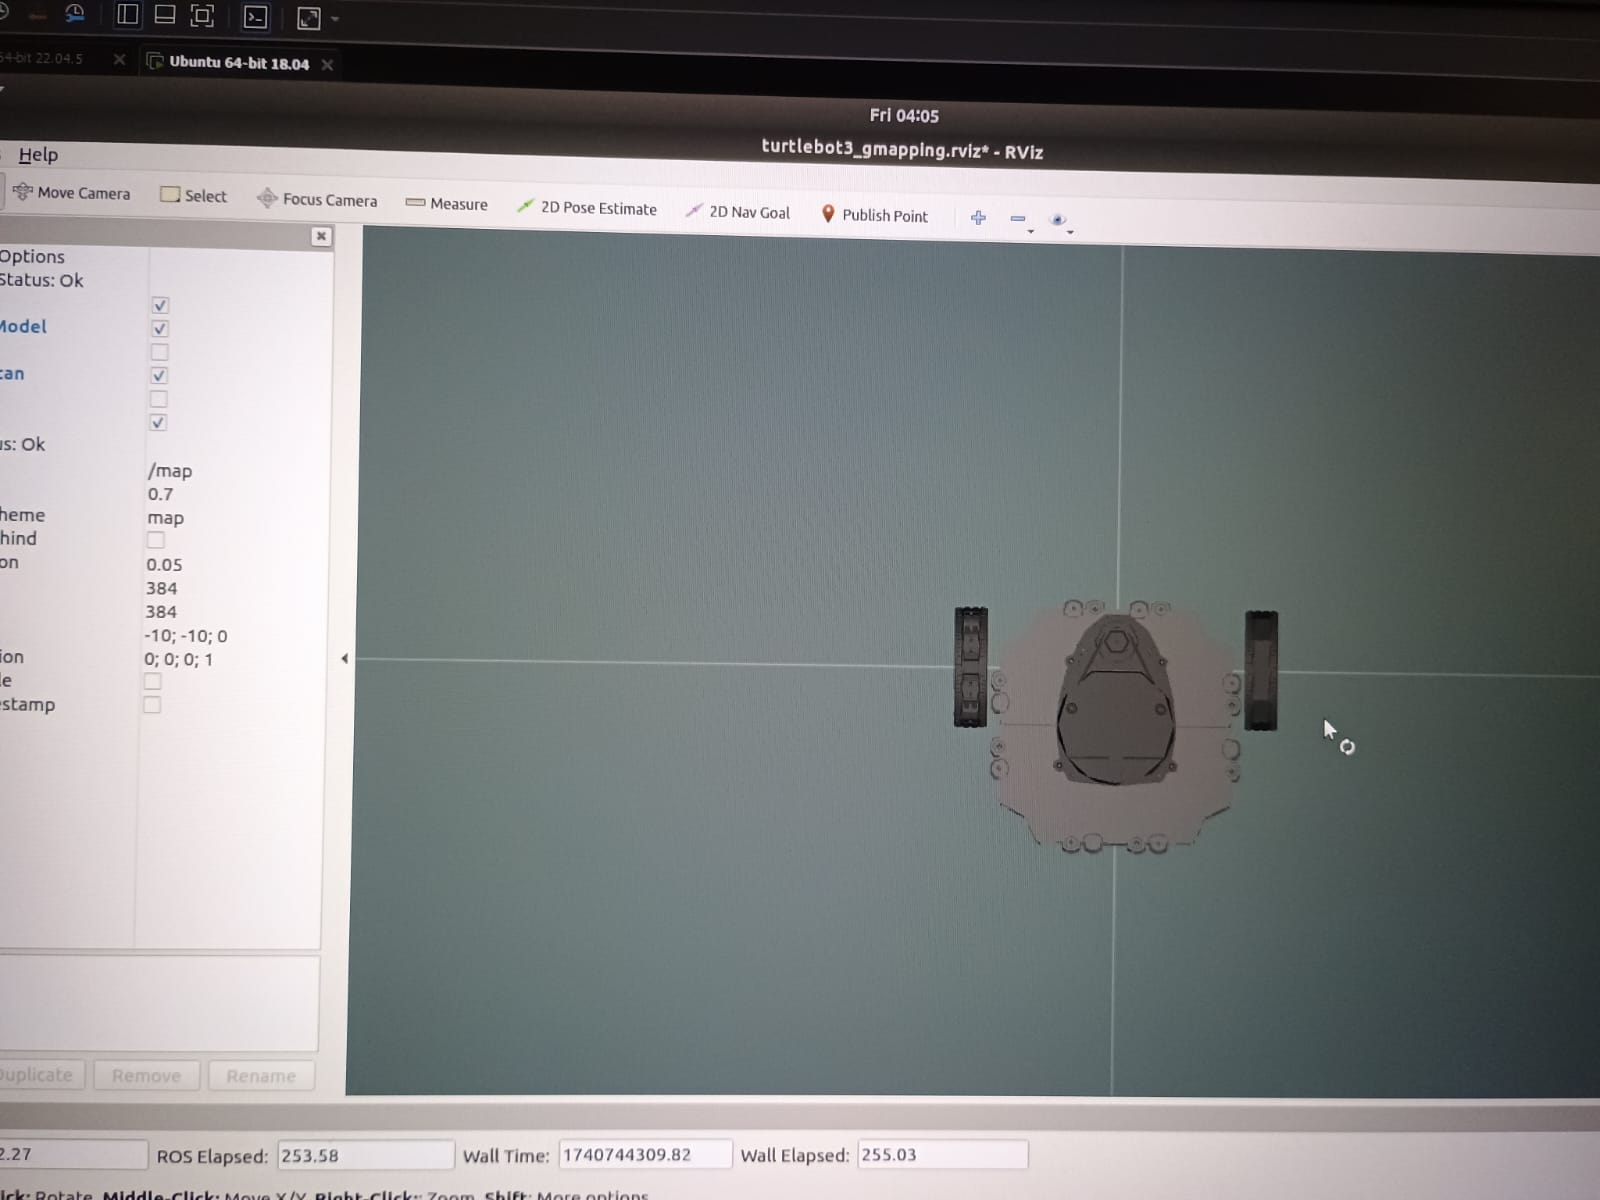 64-bit 22.04.5
Ubuntu 64-bit 18.04
Fri 04:05
turtlebot3_gmapping.rviz* - RViz
Help
Move Camera Select Focus Camera Measure 2D Pose Estimate 2D Nav Goal Publish Point
Options
Status: Ok
Model
can
us: Ok
/map
0.7
heme map
hind
on 0.05
384
384
-10; -10; 0
ion 0; 0; 0; 1
le
estamp
Duplicate Remove Rename
2.27 ROS Elapsed: 253.58 Wall Time: 1740744309.82 Wall Elapsed: 255.03
ick: Rotate. Middle-Click: Move X/Y. Right-Click:: Zoom. Shift: More options.